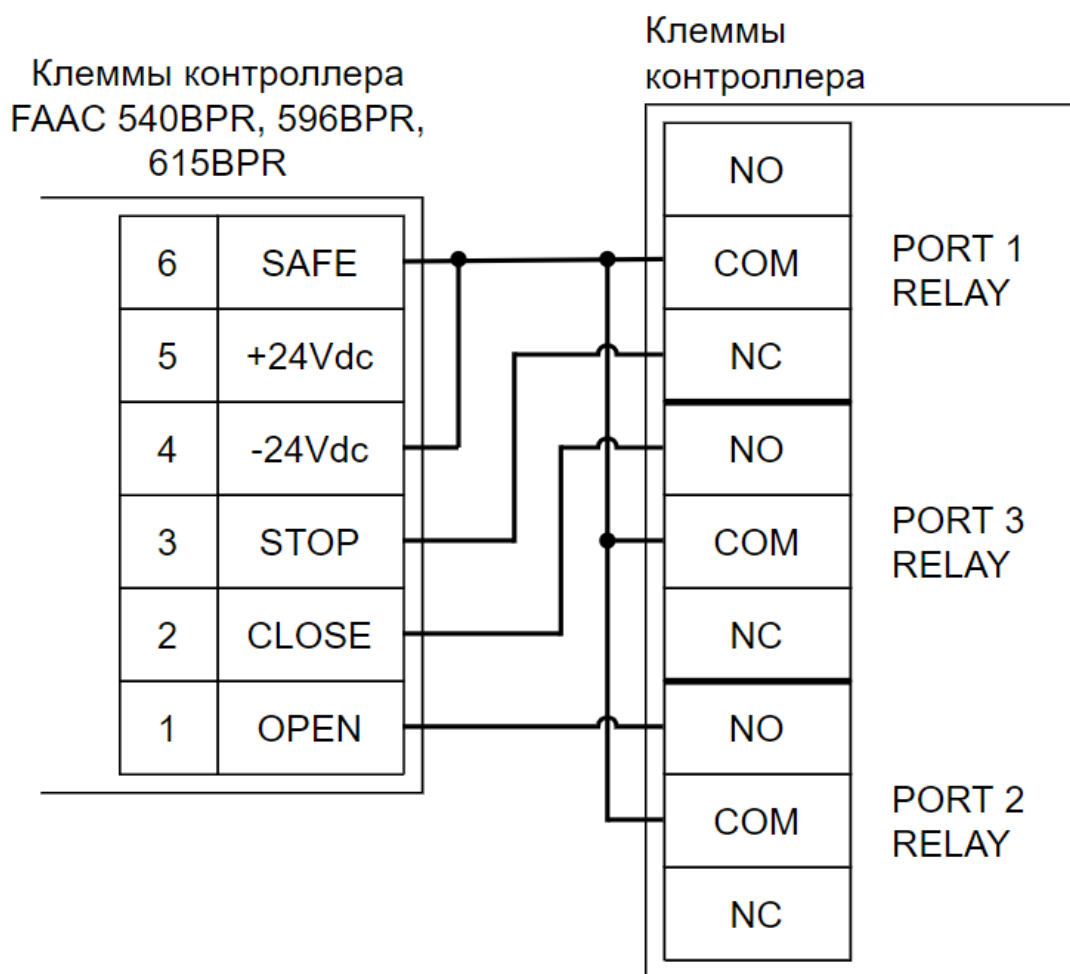 Клеммы контроллера
FAAC 540BPR, 596BPR,
615BPR
6 SAFE
5 +24Vdc
4 -24Vdc
3 STOP
2 CLOSE
1 OPEN
Клеммы
контроллера
NO
COM
NC
PORT 1
RELAY
NO
COM
NC
PORT 3
RELAY
NO
COM
NC
PORT 2
RELAY